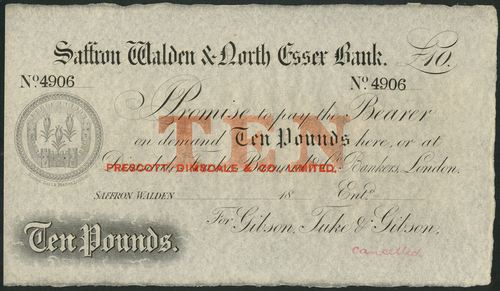 Saffron Walden & North Essex Bank. £10.
No. 4906 No. 4906
I Promise to pay the Bearer
on demand Ten Pounds here, or at
TEN
Bankers, London.
PRESCOTT, DIMSDALE & CO. LIMITED.
SAFFRON WALDEN 18 Entd.
For Gibson, Tuke & Gibson,
Ten Pounds.
cancelled